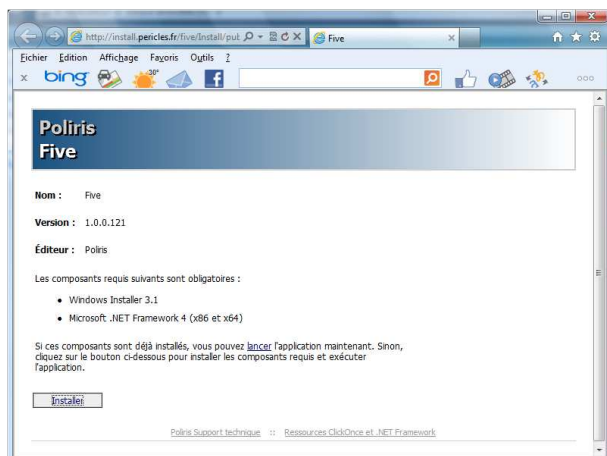 http://install.pericles.fr/five/Install/pul
Five
Fichier Edition Affichage Favoris Outils ?
x bing 30° f
Poliris
Five
Nom : Five
Version : 1.0.0.121
Éditeur : Poliris
Les composants requis suivants sont obligatoires :
• Windows Installer 3.1
• Microsoft .NET Framework 4 (x86 et x64)
Si ces composants sont déjà installés, vous pouvez lancer l'application maintenant. Sinon,
cliquez sur le bouton ci-dessous pour installer les composants requis et exécuter
l'application.
Installer
Poliris Support technique :: Ressources ClickOnce et .NET Framework